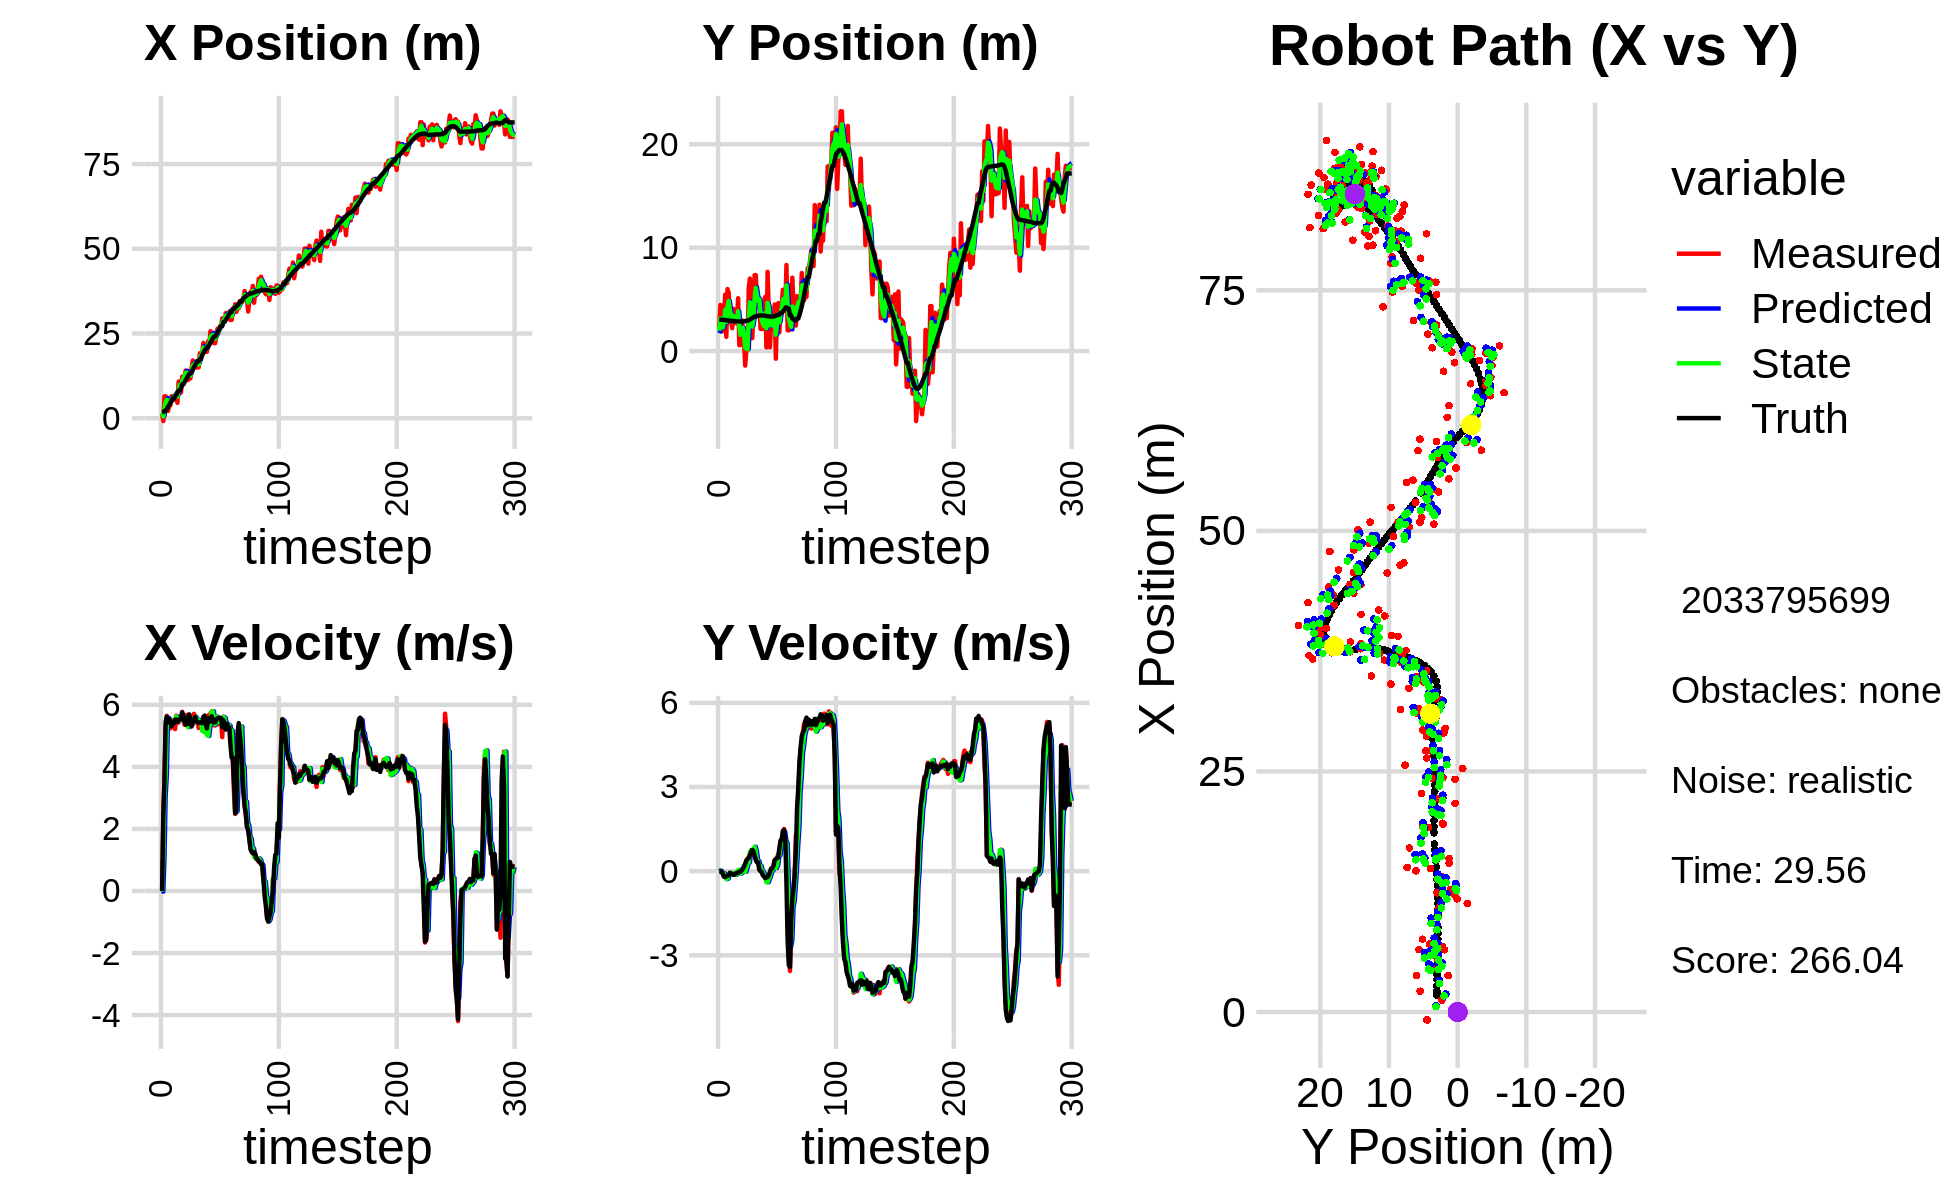 X Position (m)
75
50
25
0
0
100
200
300
timestep
Y Position (m)
20
10
0
0
100
200
300
timestep
X Velocity (m/s)
6
4
2
0
-2
-4
0
100
200
300
timestep
Y Velocity (m/s)
6
3
0
-3
0
100
200
300
timestep
Robot Path (X vs Y)
X Position (m)
75
50
25
0
20 10 0 -10 -20
Y Position (m)
variable
Measured
Predicted
State
Truth
2033795699
Obstacles: none
Noise: realistic
Time: 29.56
Score: 266.04